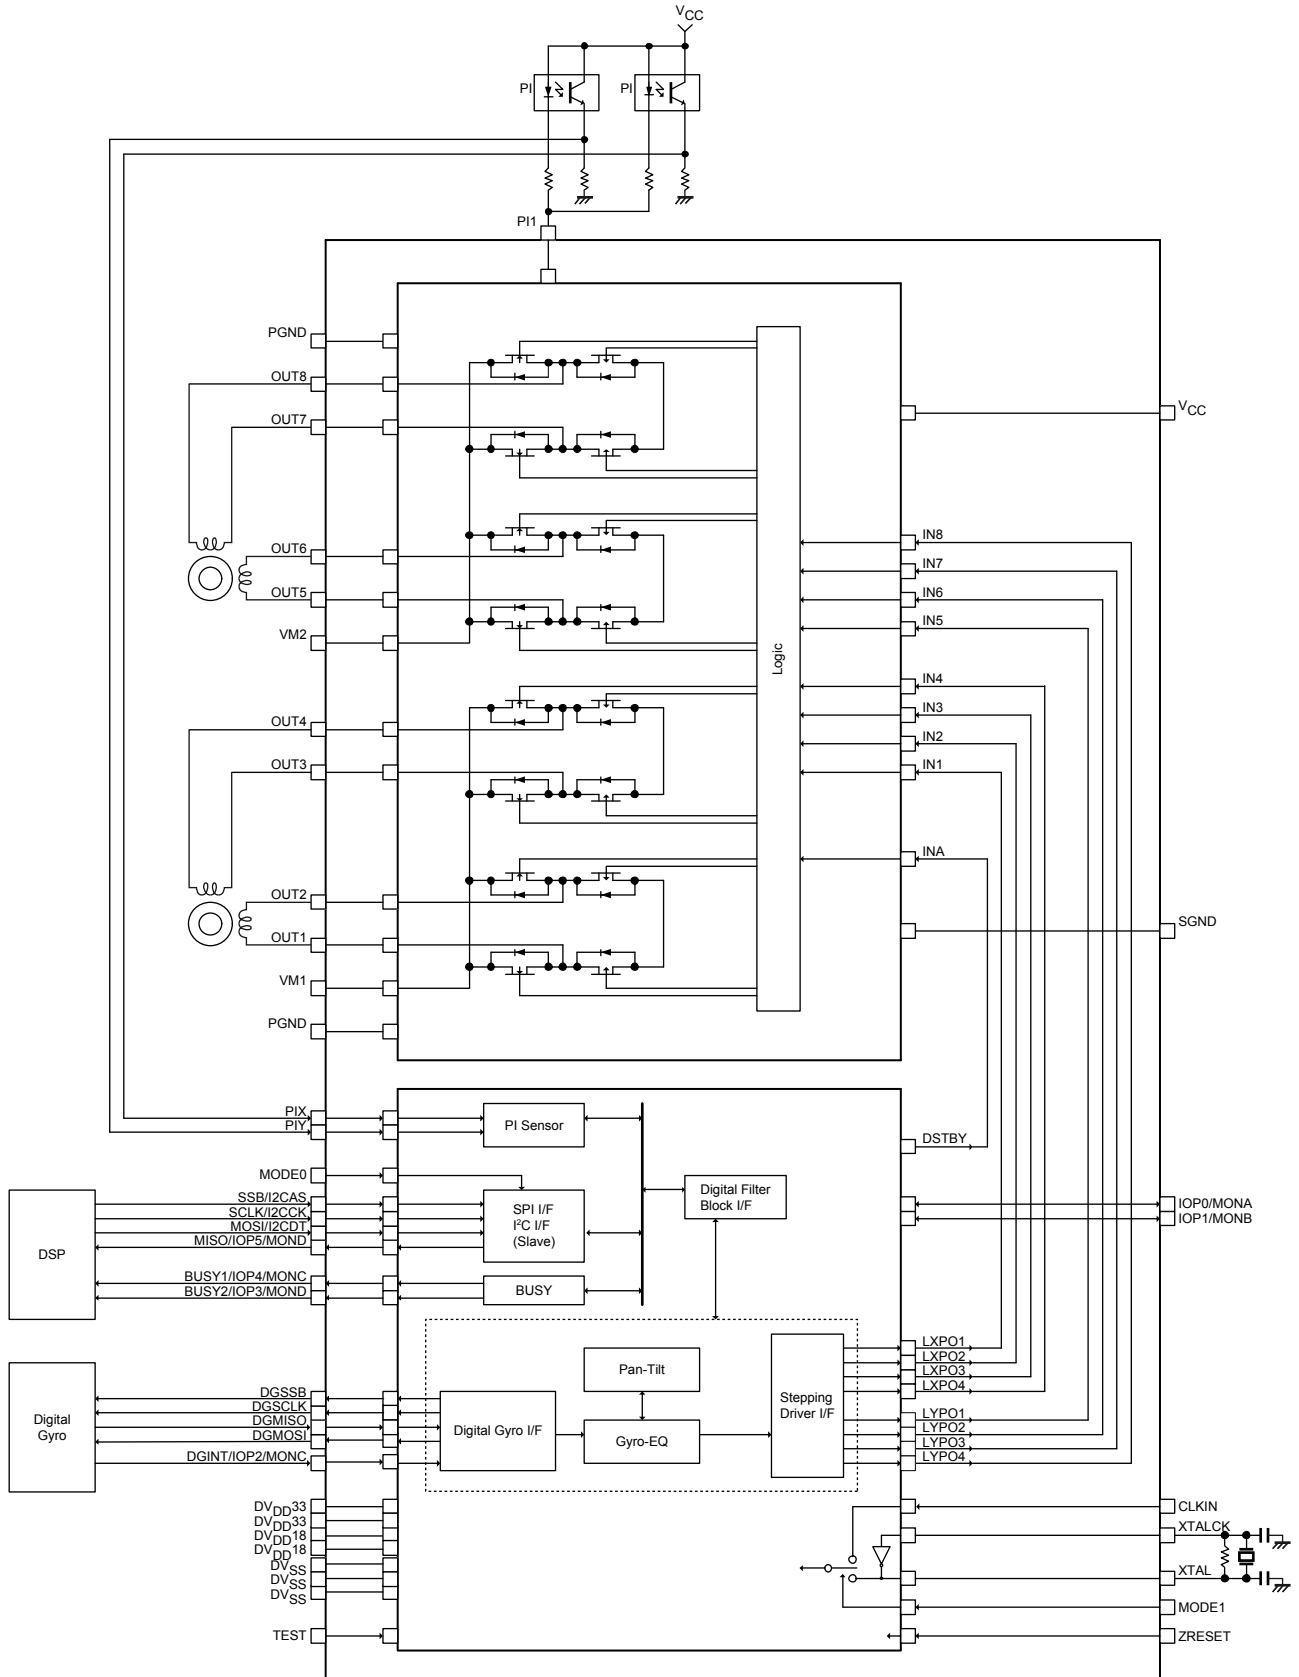 VCC
PI
PI
PI1
PGND
OUT8
OUT7
OUT6
OUT5
VM2
OUT4
OUT3
OUT2
OUT1
VM1
PGND
Logic
VCC
IN8
IN7
IN6
IN5
IN4
IN3
IN2
IN1
INA
SGND
PIX
PIY
MODE0
SSB/I2CAS
SCLK/I2CCK
MOSI/I2CDT
MISO/IOP5/MOND
BUSY1/IOP4/MONC
BUSY2/IOP3/MOND
DSP
PI Sensor
SPI I/F
I²C I/F
(Slave)
BUSY
Digital Filter
Block I/F
DSTBY
IOP0/MONA
IOP1/MONB
Digital
Gyro
DGSSB
DGSCLK
DGMISO
DGMOSI
DGINT/IOP2/MONC
Digital Gyro I/F
Pan-Tilt
Gyro-EQ
Stepping
Driver I/F
LXPO1
LXPO2
LXPO3
LXPO4
LYPO1
LYPO2
LYPO3
LYPO4
DVDD33
DVDD33
DVDD18
DVDD18
DVSS
DVSS
DVSS
TEST
CLKIN
XTALCK
XTAL
MODE1
ZRESET